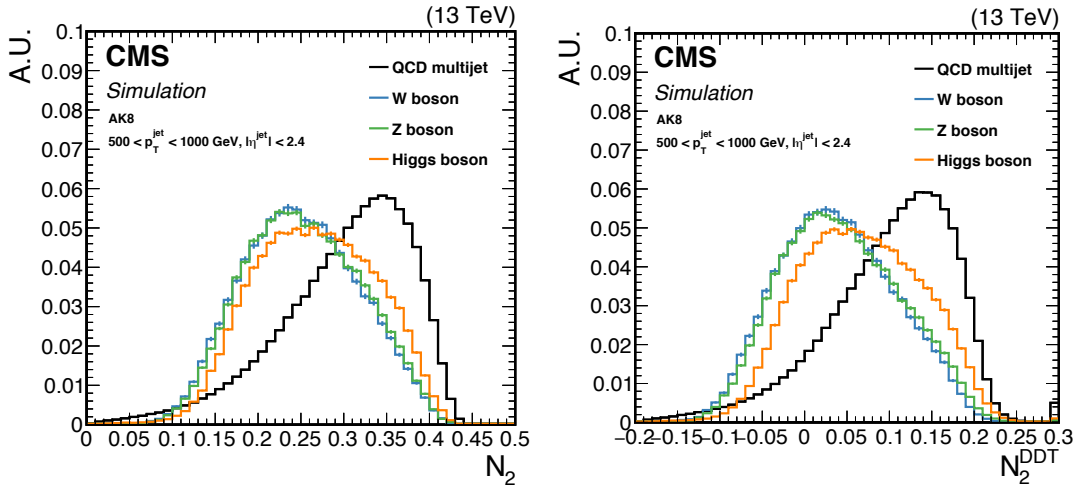 (13 TeV)
A.U.
0.1
0.09
0.08
0.07
0.06
0.05
0.04
0.03
0.02
0.01
0
CMS
Simulation
AK8
500 < p_T^jet < 1000 GeV, |η^jet| < 2.4
QCD multijet
W boson
Z boson
Higgs boson
0 0.05 0.1 0.15 0.2 0.25 0.3 0.35 0.4 0.45 0.5
N_2
(13 TeV)
A.U.
0.1
0.09
0.08
0.07
0.06
0.05
0.04
0.03
0.02
0.01
0
CMS
Simulation
AK8
500 < p_T^jet < 1000 GeV, |η^jet| < 2.4
QCD multijet
W boson
Z boson
Higgs boson
−0.2 −0.15 −0.1 −0.05 0 0.05 0.1 0.15 0.2 0.25 0.3
N_2^DDT